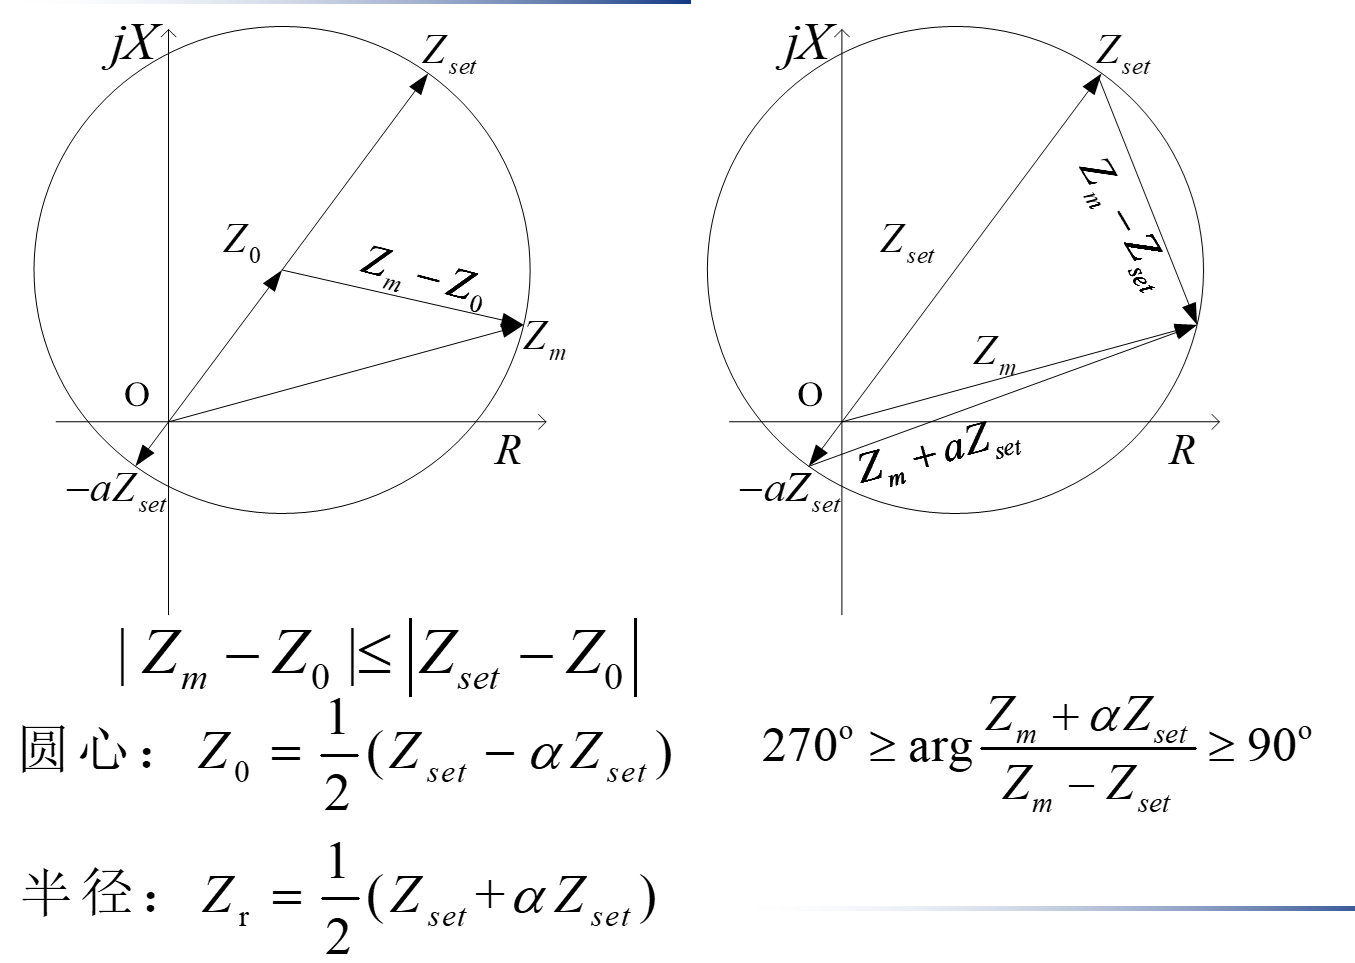 jX
Z_set
Z_0
Z_m − Z_0
Z_m
O
R
−aZ_set
jX
Z_set
Z_m − Z_set
Z_set
Z_m
O
R
Z_m + aZ_set
−aZ_set
| Z_m − Z_0 |≤ |Z_set − Z_0|
圆心： Z_0 = 1/2 (Z_set − αZ_set)
半径： Z_r = 1/2 (Z_set + αZ_set)
270° ≥ arg (Z_m + αZ_set)/(Z_m − Z_set) ≥ 90°